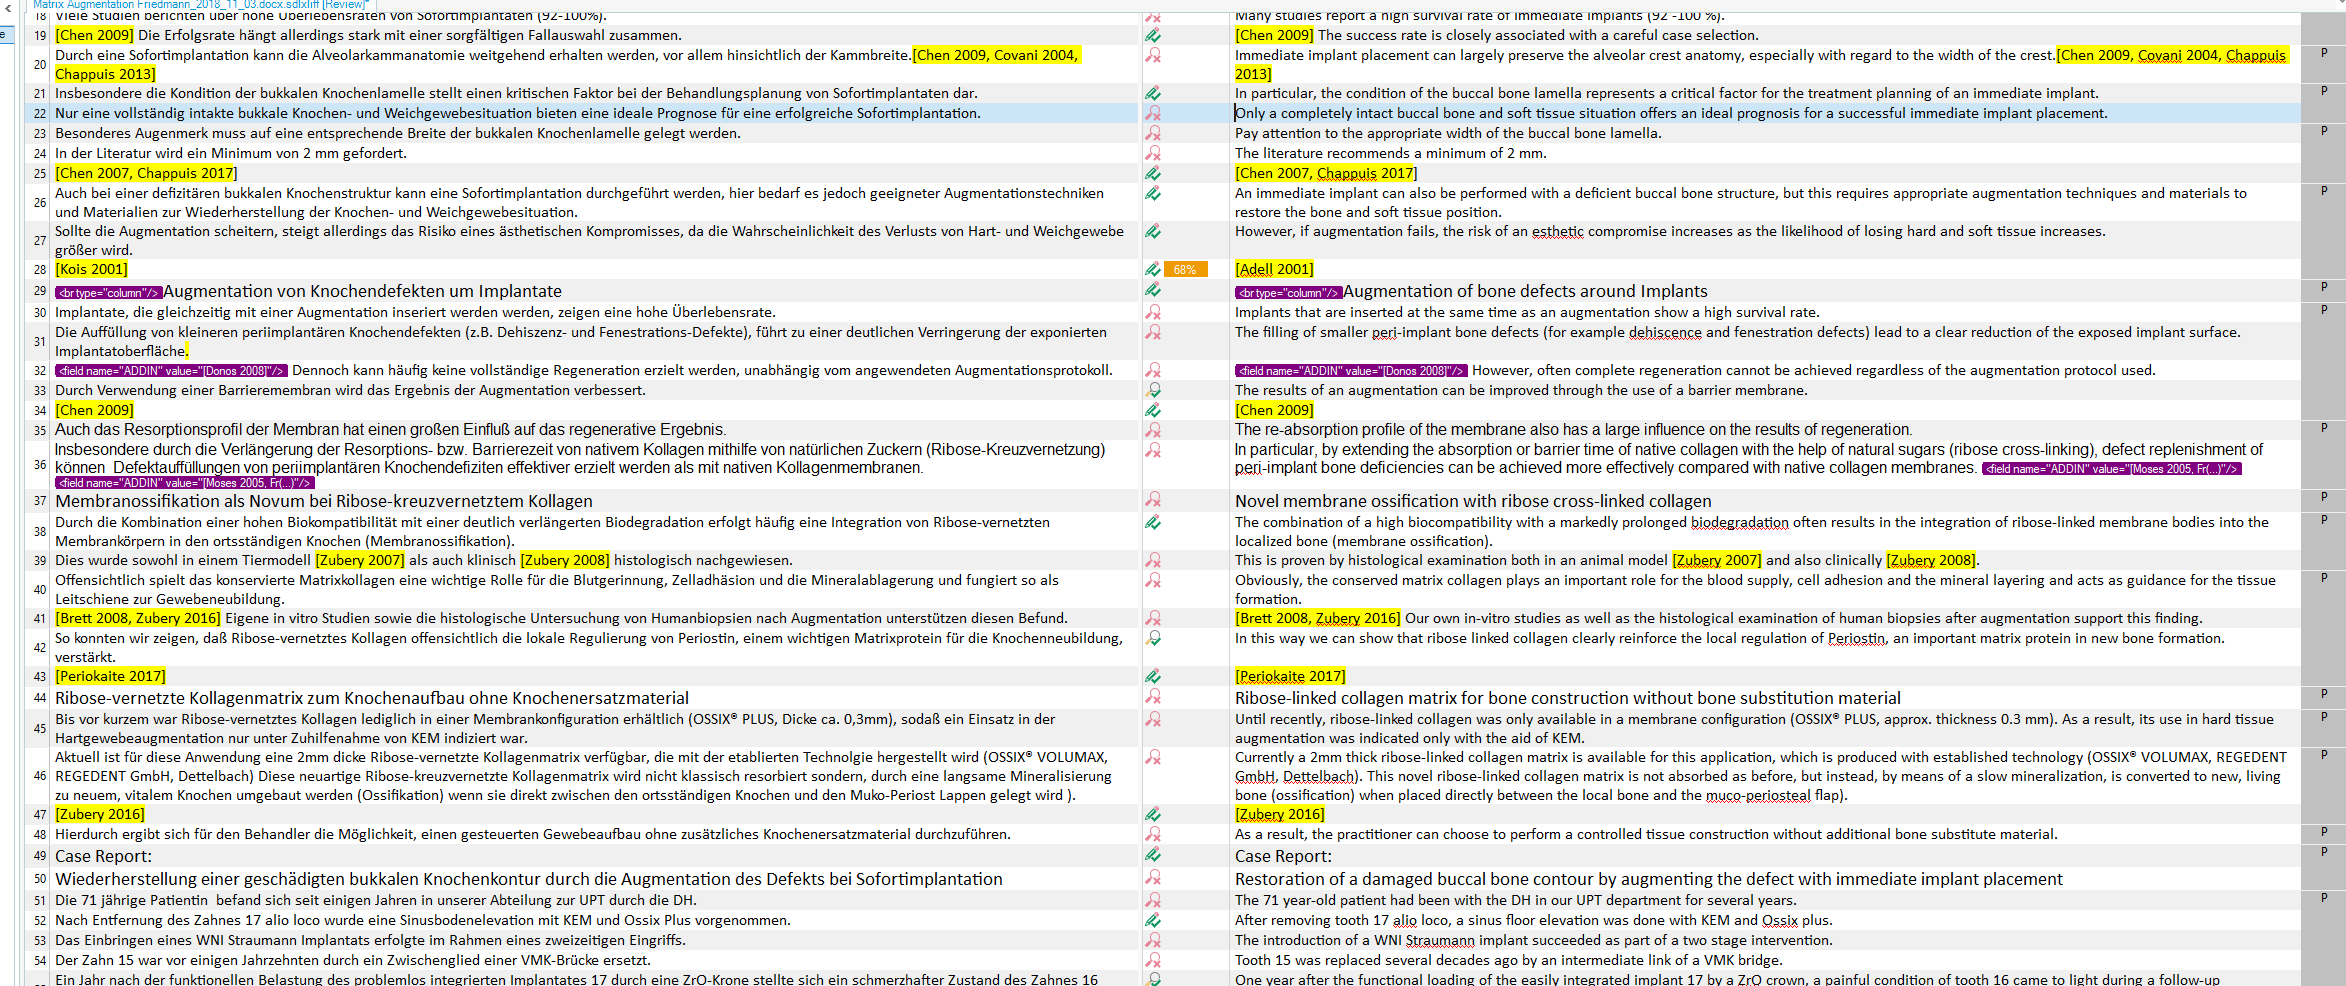 Matrix Augmentation Friedmann_2018_11_03.docx.sdlxliff [Review]*
18 Viele Studien berichten über hohe Überlebensraten von Sofortimplantaten (92-100%).
Many studies report a high survival rate of immediate implants (92 -100 %).
19 [Chen 2009] Die Erfolgsrate hängt allerdings stark mit einer sorgfältigen Fallauswahl zusammen.
[Chen 2009] The success rate is closely associated with a careful case selection.
20 Durch eine Sofortimplantation kann die Alveolarkammanatomie weitgehend erhalten werden, vor allem hinsichtlich der Kammbreite.[Chen 2009, Covani 2004,
Chappuis 2013]
Immediate implant placement can largely preserve the alveolar crest anatomy, especially with regard to the width of the crest.[Chen 2009, Covani 2004, Chappuis
2013]
P
21 Insbesondere die Kondition der bukkalen Knochenlamelle stellt einen kritischen Faktor bei der Behandlungsplanung von Sofortimplantaten dar.
In particular, the condition of the buccal bone lamella represents a critical factor for the treatment planning of an immediate implant.
22 Nur eine vollständig intakte bukkale Knochen- und Weichgewebesituation bieten eine ideale Prognose für eine erfolgreiche Sofortimplantation.
Only a completely intact buccal bone and soft tissue situation offers an ideal prognosis for a successful immediate implant placement.
23 Besonderes Augenmerk muss auf eine entsprechende Breite der bukkalen Knochenlamelle gelegt werden.
Pay attention to the appropriate width of the buccal bone lamella.
P
24 In der Literatur wird ein Minimum von 2 mm gefordert.
The literature recommends a minimum of 2 mm.
25 [Chen 2007, Chappuis 2017]
[Chen 2007, Chappuis 2017]
26 Auch bei einer defizitären bukkalen Knochenstruktur kann eine Sofortimplantation durchgeführt werden, hier bedarf es jedoch geeigneter Augmentationstechniken
und Materialien zur Wiederherstellung der Knochen- und Weichgewebesituation.
An immediate implant can also be performed with a deficient buccal bone structure, but this requires appropriate augmentation techniques and materials to
restore the bone and soft tissue position.
P
27 Sollte die Augmentation scheitern, steigt allerdings das Risiko eines ästhetischen Kompromisses, da die Wahrscheinlichkeit des Verlusts von Hart- und Weichgewebe
größer wird.
However, if augmentation fails, the risk of an esthetic compromise increases as the likelihood of losing hard and soft tissue increases.
28 [Kois 2001]
68%
[Adell 2001]
29 <br type="column"/>Augmentation von Knochendefekten um Implantate
<br type="column"/>Augmentation of bone defects around Implants
P
30 Implantate, die gleichzeitig mit einer Augmentation inseriert werden werden, zeigen eine hohe Überlebensrate.
Implants that are inserted at the same time as an augmentation show a high survival rate.
P
31 Die Auffüllung von kleineren periimplantären Knochendefekten (z.B. Dehiszenz- und Fenestrations-Defekte), führt zu einer deutlichen Verringerung der exponierten
Implantatoberfläche.
The filling of smaller peri-implant bone defects (for example dehiscence and fenestration defects) lead to a clear reduction of the exposed implant surface.
32 <field name="ADDIN" value="[Donos 2008]"/> Dennoch kann häufig keine vollständige Regeneration erzielt werden, unabhängig vom angewendeten Augmentationsprotokoll.
<field name="ADDIN" value="[Donos 2008]"/> However, often complete regeneration cannot be achieved regardless of the augmentation protocol used.
33 Durch Verwendung einer Barrieremembran wird das Ergebnis der Augmentation verbessert.
The results of an augmentation can be improved through the use of a barrier membrane.
34 [Chen 2009]
[Chen 2009]
35 Auch das Resorptionsprofil der Membran hat einen großen Einfluß auf das regenerative Ergebnis.
The re-absorption profile of the membrane also has a large influence on the results of regeneration.
P
36 Insbesondere durch die Verlängerung der Resorptions- bzw. Barrierezeit von nativem Kollagen mithilfe von natürlichen Zuckern (Ribose-Kreuzvernetzung)
können  Defektauffüllungen von periimplantären Knochendefiziten effektiver erzielt werden als mit nativen Kollagenmembranen.
<field name="ADDIN" value="[Moses 2005, Fr(...)"/>
In particular, by extending the absorption or barrier time of native collagen with the help of natural sugars (ribose cross-linking), defect replenishment of
peri-implant bone deficiencies can be achieved more effectively compared with native collagen membranes. <field name="ADDIN" value="[Moses 2005, Fr(...)"/>
37 Membranossifikation als Novum bei Ribose-kreuzvernetztem Kollagen
Novel membrane ossification with ribose cross-linked collagen
P
38 Durch die Kombination einer hohen Biokompatibilität mit einer deutlich verlängerten Biodegradation erfolgt häufig eine Integration von Ribose-vernetzten
Membrankörpern in den ortsständigen Knochen (Membranossifikation).
The combination of a high biocompatibility with a markedly prolonged biodegradation often results in the integration of ribose-linked membrane bodies into the
localized bone (membrane ossification).
P
39 Dies wurde sowohl in einem Tiermodell [Zubery 2007] als auch klinisch [Zubery 2008] histologisch nachgewiesen.
This is proven by histological examination both in an animal model [Zubery 2007] and also clinically [Zubery 2008].
40 Offensichtlich spielt das konservierte Matrixkollagen eine wichtige Rolle für die Blutgerinnung, Zelladhäsion und die Mineralablagerung und fungiert so als
Leitschiene zur Gewebeneubildung.
Obviously, the conserved matrix collagen plays an important role for the blood supply, cell adhesion and the mineral layering and acts as guidance for the tissue
formation.
P
41 [Brett 2008, Zubery 2016] Eigene in vitro Studien sowie die histologische Untersuchung von Humanbiopsien nach Augmentation unterstützen diesen Befund.
[Brett 2008, Zubery 2016] Our own in-vitro studies as well as the histological examination of human biopsies after augmentation support this finding.
42 So konnten wir zeigen, daß Ribose-vernetztes Kollagen offensichtlich die lokale Regulierung von Periostin, einem wichtigen Matrixprotein für die Knochenneubildung,
verstärkt.
In this way we can show that ribose linked collagen clearly reinforce the local regulation of Periostin, an important matrix protein in new bone formation.
43 [Periokaite 2017]
[Periokaite 2017]
44 Ribose-vernetzte Kollagenmatrix zum Knochenaufbau ohne Knochenersatzmaterial
Ribose-linked collagen matrix for bone construction without bone substitution material
P
45 Bis vor kurzem war Ribose-vernetztes Kollagen lediglich in einer Membrankonfiguration erhältlich (OSSIX® PLUS, Dicke ca. 0,3mm), sodaß ein Einsatz in der
Hartgewebeaugmentation nur unter Zuhilfenahme von KEM indiziert war.
Until recently, ribose-linked collagen was only available in a membrane configuration (OSSIX® PLUS, approx. thickness 0.3 mm). As a result, its use in hard tissue
augmentation was indicated only with the aid of KEM.
P
46 Aktuell ist für diese Anwendung eine 2mm dicke Ribose-vernetzte Kollagenmatrix verfügbar, die mit der etablierten Technolgie hergestellt wird (OSSIX® VOLUMAX,
REGEDENT GmbH, Dettelbach) Diese neuartige Ribose-kreuzvernetzte Kollagenmatrix wird nicht klassisch resorbiert sondern, durch eine langsame Mineralisierung
zu neuem, vitalem Knochen umgebaut werden (Ossifikation) wenn sie direkt zwischen den ortsständigen Knochen und den Muko-Periost Lappen gelegt wird ).
Currently a 2mm thick ribose-linked collagen matrix is available for this application, which is produced with established technology (OSSIX® VOLUMAX, REGEDENT
GmbH, Dettelbach). This novel ribose-linked collagen matrix is not absorbed as before, but instead, by means of a slow mineralization, is converted to new, living
bone (ossification) when placed directly between the local bone and the muco-periosteal flap).
P
47 [Zubery 2016]
[Zubery 2016]
48 Hierdurch ergibt sich für den Behandler die Möglichkeit, einen gesteuerten Gewebeaufbau ohne zusätzliches Knochenersatzmaterial durchzuführen.
As a result, the practitioner can choose to perform a controlled tissue construction without additional bone substitute material.
P
49 Case Report:
Case Report:
P
50 Wiederherstellung einer geschädigten bukkalen Knochenkontur durch die Augmentation des Defekts bei Sofortimplantation
Restoration of a damaged buccal bone contour by augmenting the defect with immediate implant placement
51 Die 71 jährige Patientin  befand sich seit einigen Jahren in unserer Abteilung zur UPT durch die DH.
The 71 year-old patient had been with the DH in our UPT department for several years.
P
52 Nach Entfernung des Zahnes 17 alio loco wurde eine Sinusbodenelevation mit KEM und Ossix Plus vorgenommen.
After removing tooth 17 alio loco, a sinus floor elevation was done with KEM and Ossix plus.
53 Das Einbringen eines WNI Straumann Implantats erfolgte im Rahmen eines zweizeitigen Eingriffs.
The introduction of a WNI Straumann implant succeeded as part of a two stage intervention.
54 Der Zahn 15 war vor einigen Jahrzehnten durch ein Zwischenglied einer VMK-Brücke ersetzt.
Tooth 15 was replaced several decades ago by an intermediate link of a VMK bridge.
Ein Jahr nach der funktionellen Belastung des problemlos integrierten Implantates 17 durch eine ZrO-Krone stellte sich ein schmerzhafter Zustand des Zahnes 16
One year after the functional loading of the easily integrated implant 17 by a ZrO crown, a painful condition of tooth 16 came to light during a follow-up